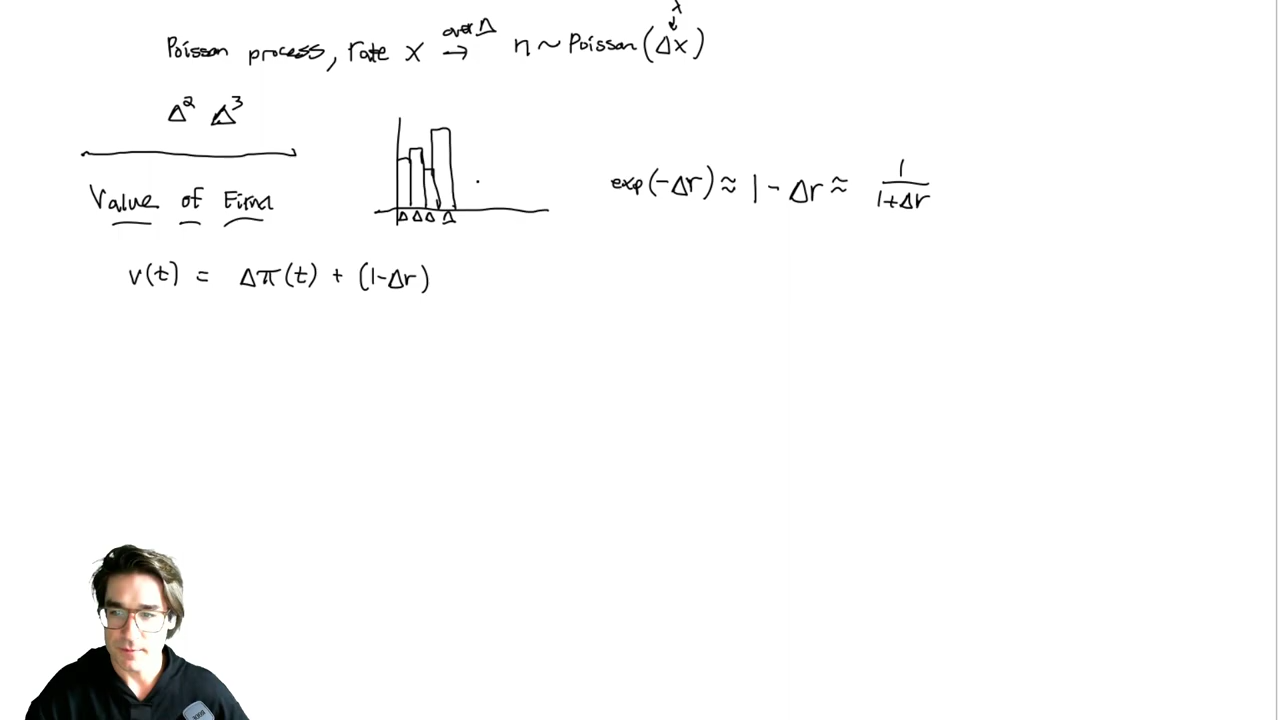 λ
over Δ
Poisson process, rate x → n ~ Poisson(Δx)
Δ² Δ³
Value of Firm
Δ Δ Δ Δ
exp(-Δr) ≈ 1 - Δr ≈ 1/(1+Δr)
v(t) = Δπ(t) + (1-Δr)